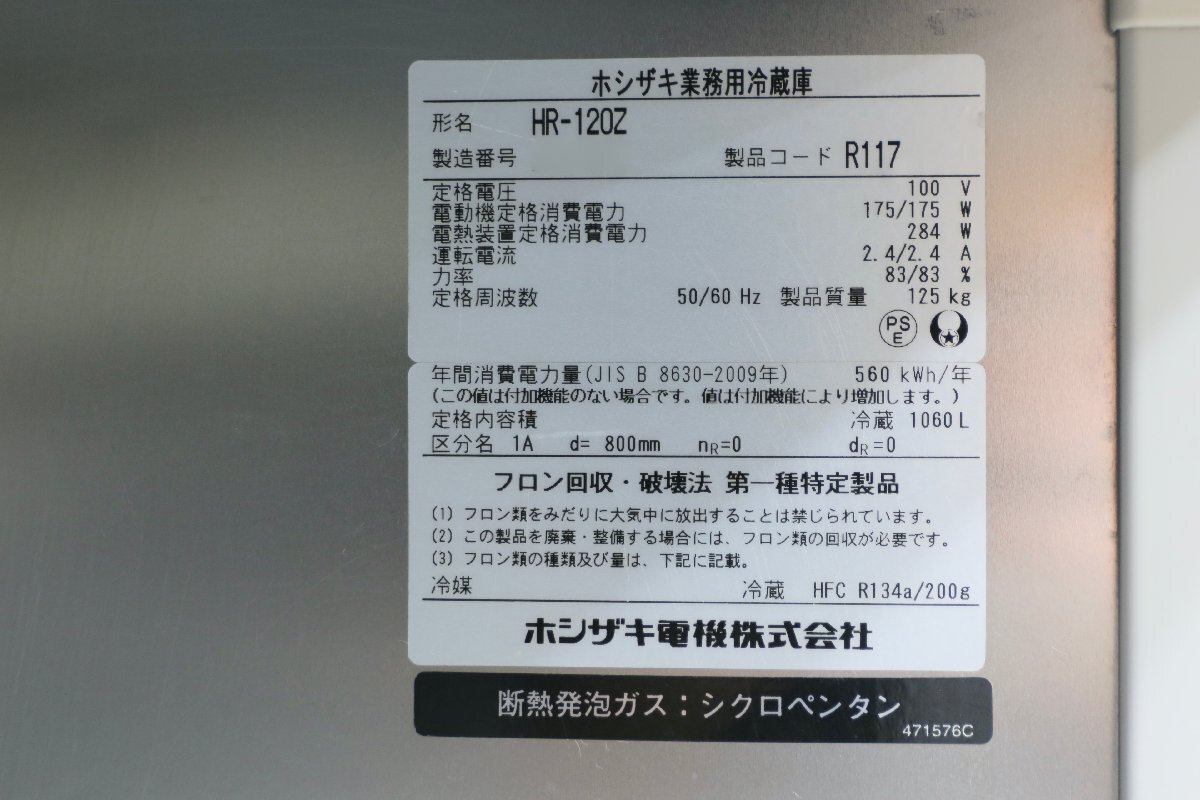 ホシザキ業務用冷蔵庫
形名 HR-120Z
製造番号 製品コード R117
定格電圧 100 V
電動機定格消費電力 175/175 W
電熱装置定格消費電力 284 W
運転電流 2.4/2.4 A
力率 83/83 %
定格周波数 50/60 Hz 製品質量 125 kg
PS E
年間消費電力量(JIS B 8630-2009年) 560 kWh/年
(この値は付加機能のない場合です。値は付加機能により増加します。)
定格内容積 冷蔵 1060 L
区分名 1A d= 800mm nR=0 dR=0
フロン回収・破壊法 第一種特定製品
(1) フロン類をみだりに大気中に放出することは禁じられています。
(2) この製品を廃棄・整備する場合には、フロン類の回収が必要です。
(3) フロン類の種類及び量は、下記に記載。
冷媒 冷蔵 HFC R134a/200g
ホシザキ電機株式会社
断熱発泡ガス：シクロペンタン
471576C